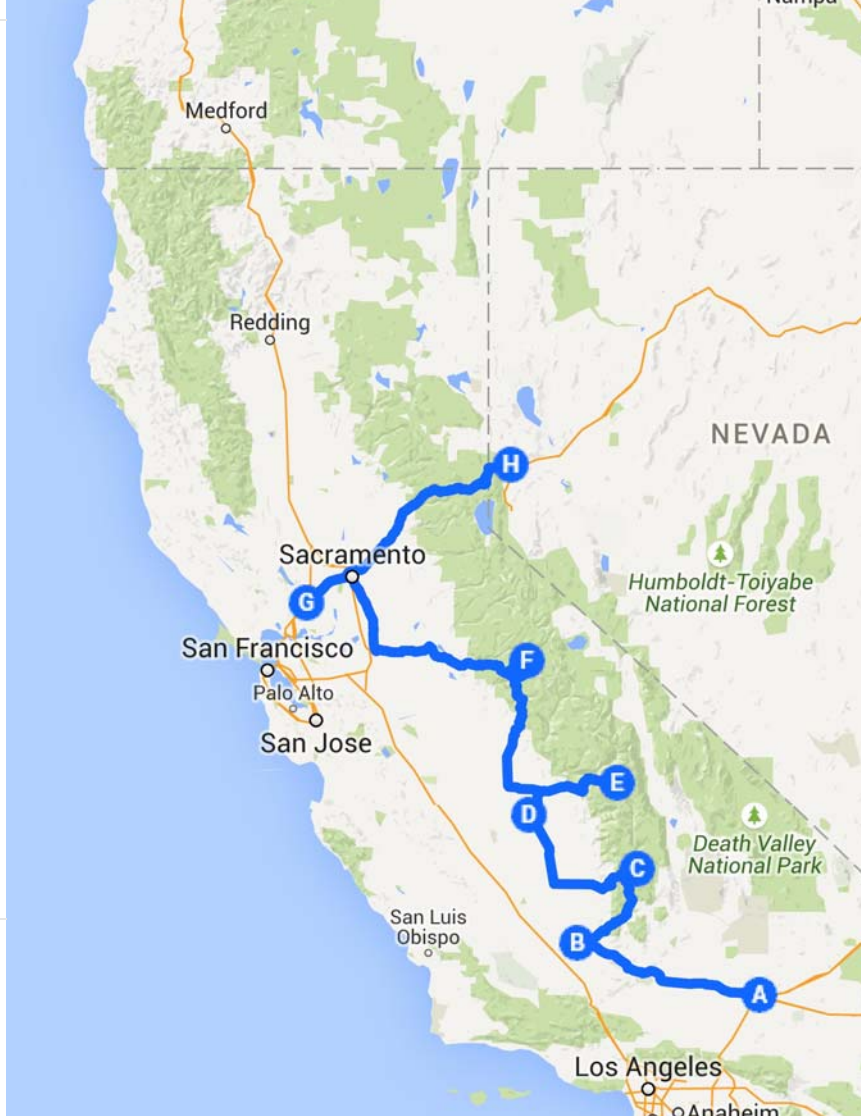 Medford
Redding
NEVADA
H
Sacramento
Humboldt-Toiyabe
National Forest
G
San Francisco
F
Palo Alto
San Jose
E
D
Death Valley
National Park
C
San Luis
Obispo
B
A
Los Angeles